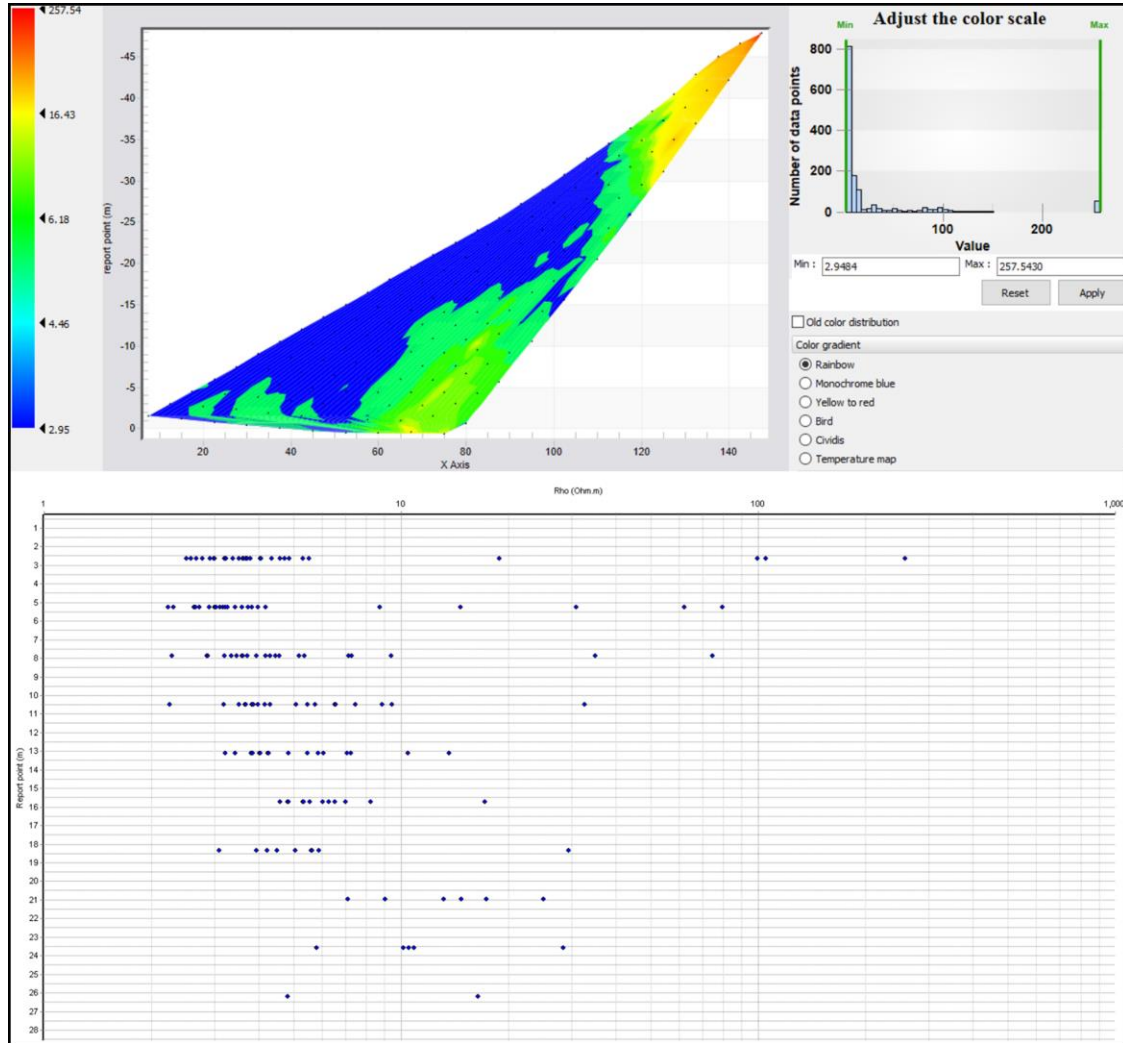 257.54
16.43
6.18
4.46
2.95
report point (m)
-45
-40
-35
-30
-25
-20
-15
-10
-5
0
20 40 60 80 100 120 140
X Axis
Adjust the color scale
Min Max
Number of data points
800
600
400
200
0
100 200
Value
Min : 2.9484 Max : 257.5430
Reset Apply
Old color distribution
Color gradient
Rainbow
Monochrome blue
Yellow to red
Bird
Cividis
Temperature map
Rho (Ohm.m)
1 10 100 1,000
Report point (m)
1
2
3
4
5
6
7
8
9
10
11
12
13
14
15
16
17
18
19
20
21
22
23
24
25
26
27
28